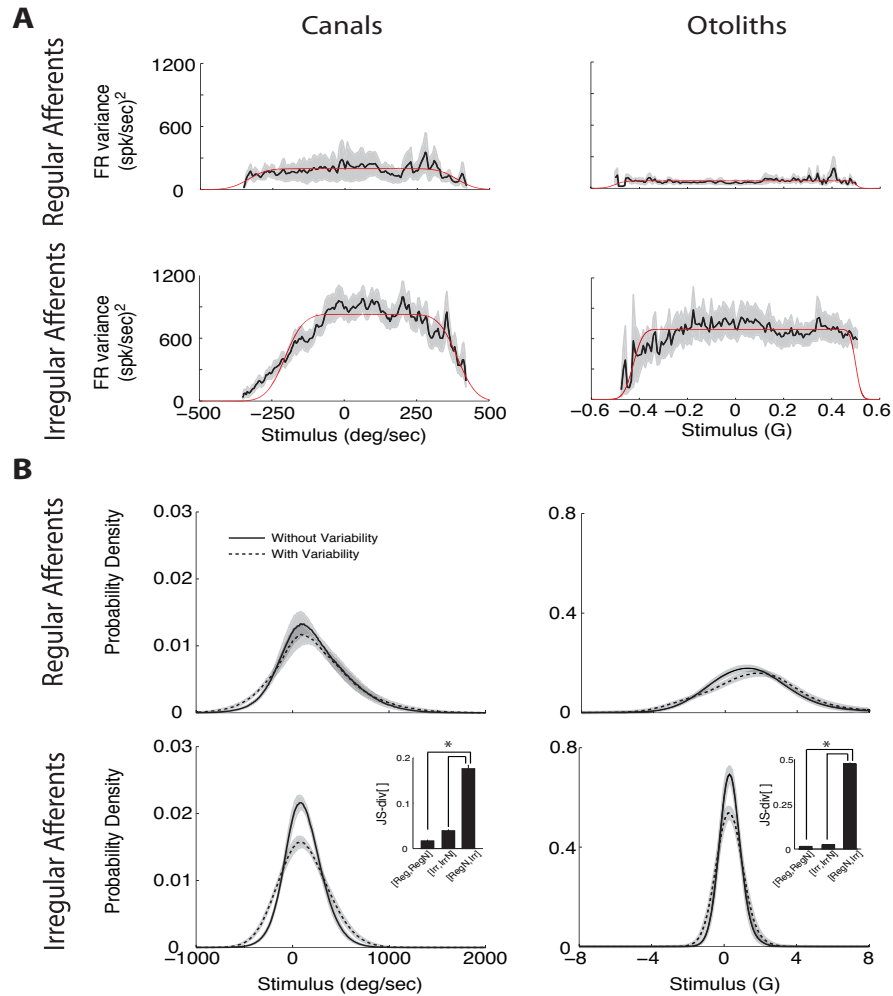 A
Canals
Otoliths
Regular Afferents
FR variance
(spk/sec)2
1200
600
0
Irregular Afferents
FR variance
(spk/sec)2
1200
600
0
−500
−250
0
250
500
Stimulus (deg/sec)
−0.6
−0.4
−0.2
0
0.2
0.4
0.6
Stimulus (G)
B
Regular Afferents
Probability Density
0.03
0.02
0.01
0
Without Variability
With Variability
0.8
0.4
0
Irregular Afferents
Probability Density
0.03
0.02
0.01
0
−1000
0
1000
2000
Stimulus (deg/sec)
JS-div[ ]
0.2
0.1
0
*
[Reg,RegN]
[Irr,IrrN]
[RegN,Irr]
0.8
0.4
0
−8
−4
0
4
8
Stimulus (G)
JS-div[ ]
0.5
0.25
0
*
[Reg,RegN]
[Irr,IrrN]
[RegN,Irr]